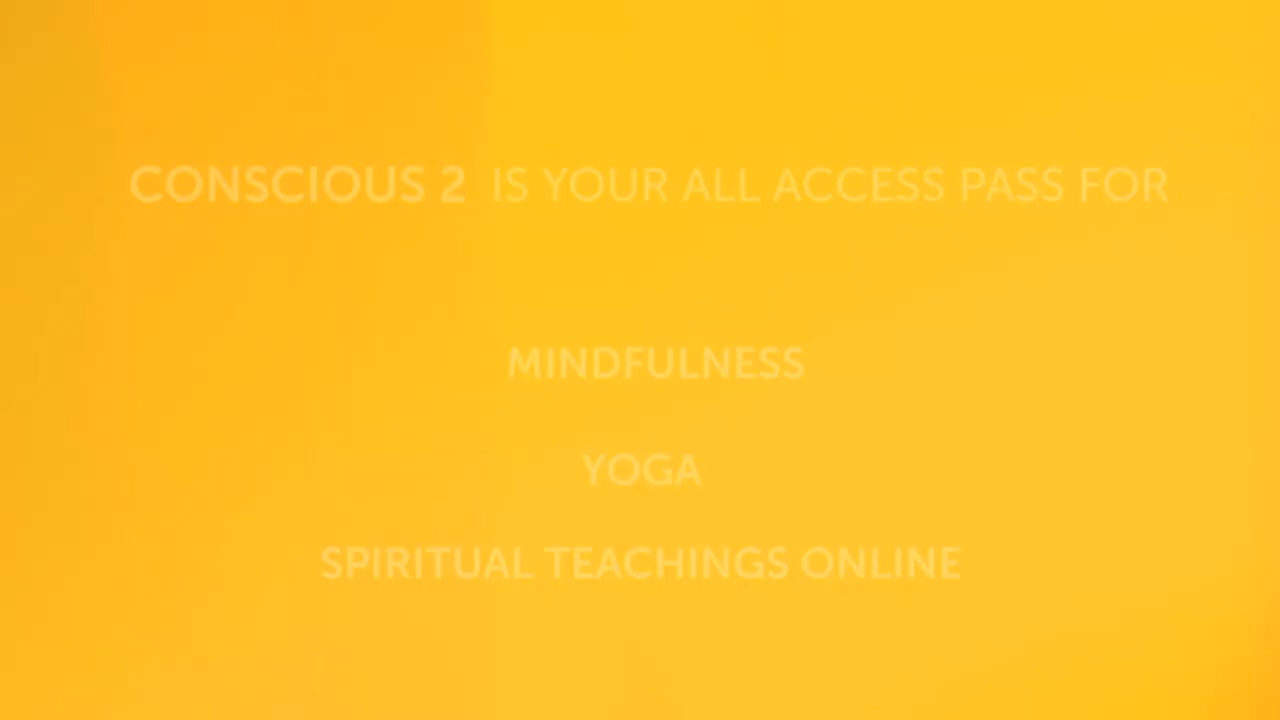 CONSCIOUS 2 IS YOUR ALL ACCESS PASS FOR
MINDFULNESS
YOGA
SPIRITUAL TEACHINGS ONLINE